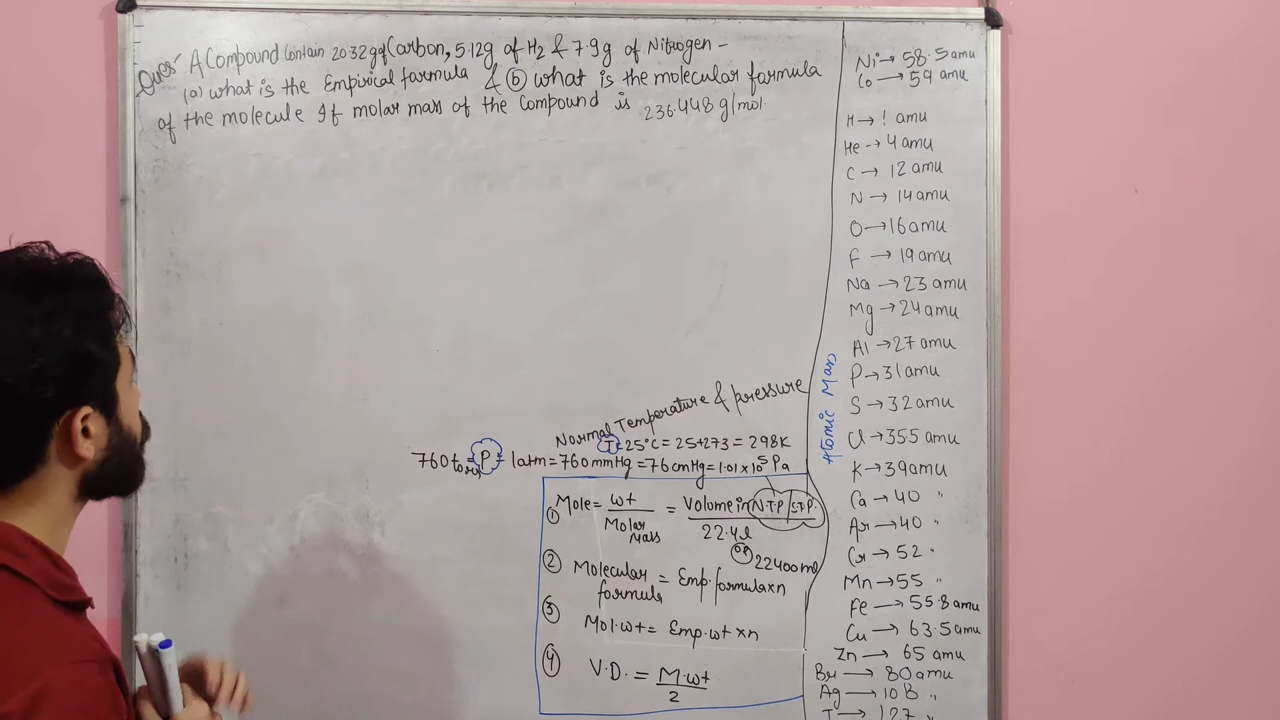 Ques- A Compound Contain 20.32g of Carbon, 5.12g of H2 & 7.9g of Nitrogen -
(a) what is the Empirical formula & (b) what is the molecular formula
of the molecule If molar mass of the Compound is 236.448 g/mol.
Ni → 58.5 amu
Co → 59 amu
H → 1 amu
He → 4 amu
C → 12 amu
N → 14 amu
O → 16 amu
F → 19 amu
Na → 23 amu
Mg → 24 amu
Al → 27 amu
P → 31 amu
S → 32 amu
Cl → 35.5 amu
K → 39 amu
Ca → 40 "
Ar → 40 "
Cr → 52 "
Mn → 55 "
Fe → 55.8 amu
Cu → 63.5 amu
Zn → 65 amu
Br → 80 amu
Ag → 108 "
I → 127 "
Atomic Mass
Normal Temperature & pressure
T = 25°C = 25+273 = 298K
760 torr = P = 1 atm = 760 mmHg = 76 cmHg = 1.01 x 10^5 Pa
① Mole = wt / Molar Mass = Volume in N.T.P / S.T.P. / 22.4 l
or 22400 ml
② Molecular formula = Emp. formula x n
③ Mol. wt = Emp. wt x n
④ V.D. = M.wt / 2